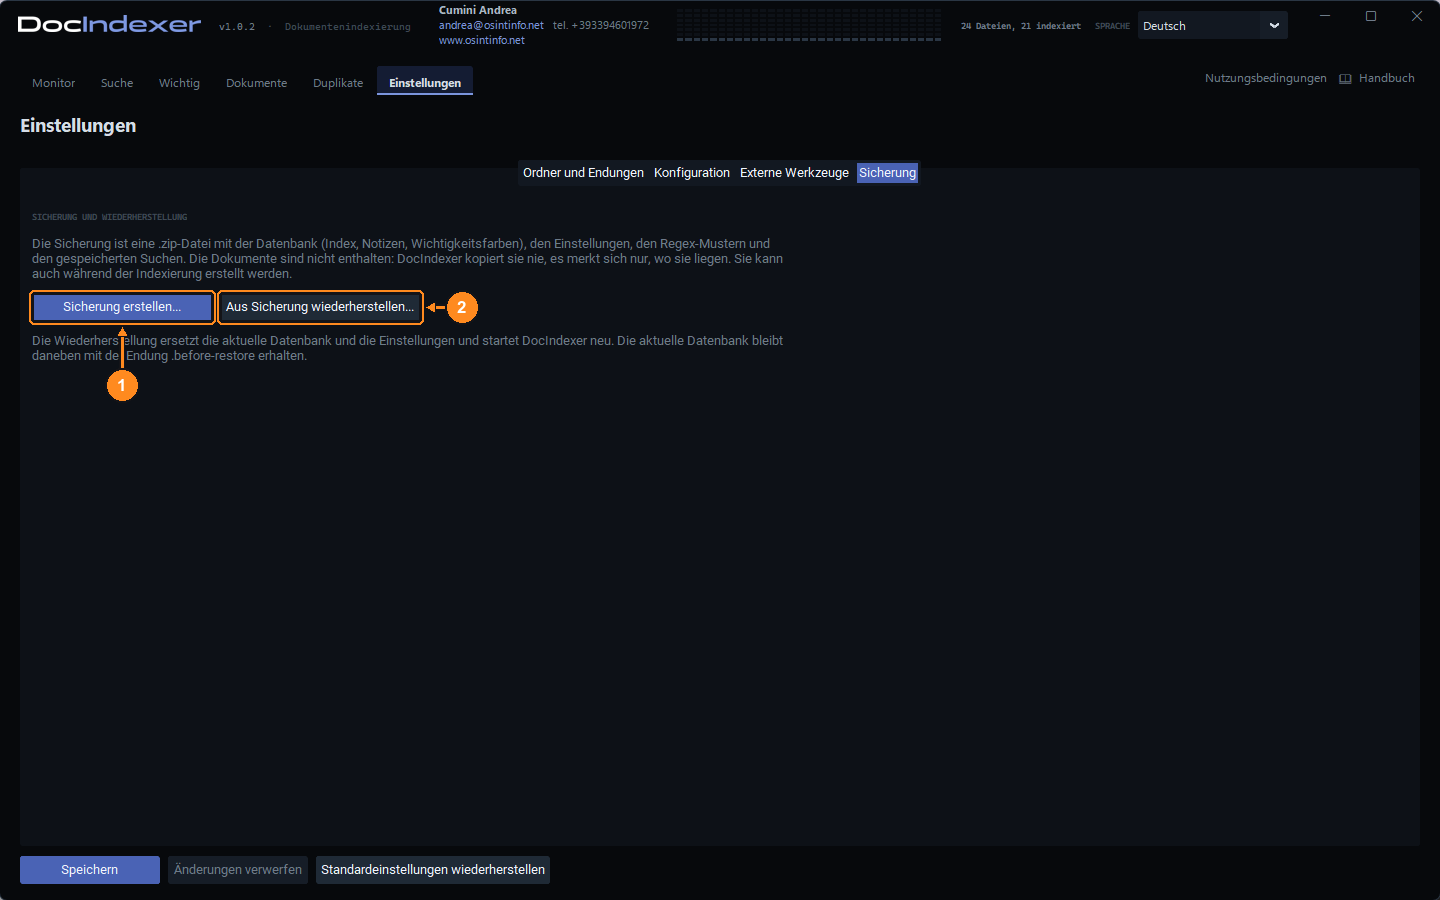 DocIndexer v1.0.2 · Dokumentenindexierung
Cumini Andrea
andrea@osintinfo.net tel. +393394601972
www.osintinfo.net
24 Dateien, 21 indexiert SPRACHE Deutsch
Monitor Suche Wichtig Dokumente Duplikate Einstellungen
Nutzungsbedingungen Handbuch
Einstellungen
Ordner und Endungen Konfiguration Externe Werkzeuge Sicherung
SICHERUNG UND WIEDERHERSTELLUNG
Die Sicherung ist eine .zip-Datei mit der Datenbank (Index, Notizen, Wichtigkeitsfarben), den Einstellungen, den Regex-Mustern und
den gespeicherten Suchen. Die Dokumente sind nicht enthalten: DocIndexer kopiert sie nie, es merkt sich nur, wo sie liegen. Sie kann
auch während der Indexierung erstellt werden.
Sicherung erstellen... Aus Sicherung wiederherstellen... 2
Die Wiederherstellung ersetzt die aktuelle Datenbank und die Einstellungen und startet DocIndexer neu. Die aktuelle Datenbank bleibt
daneben mit der Endung .before-restore erhalten.
1
Speichern Änderungen verwerfen Standardeinstellungen wiederherstellen